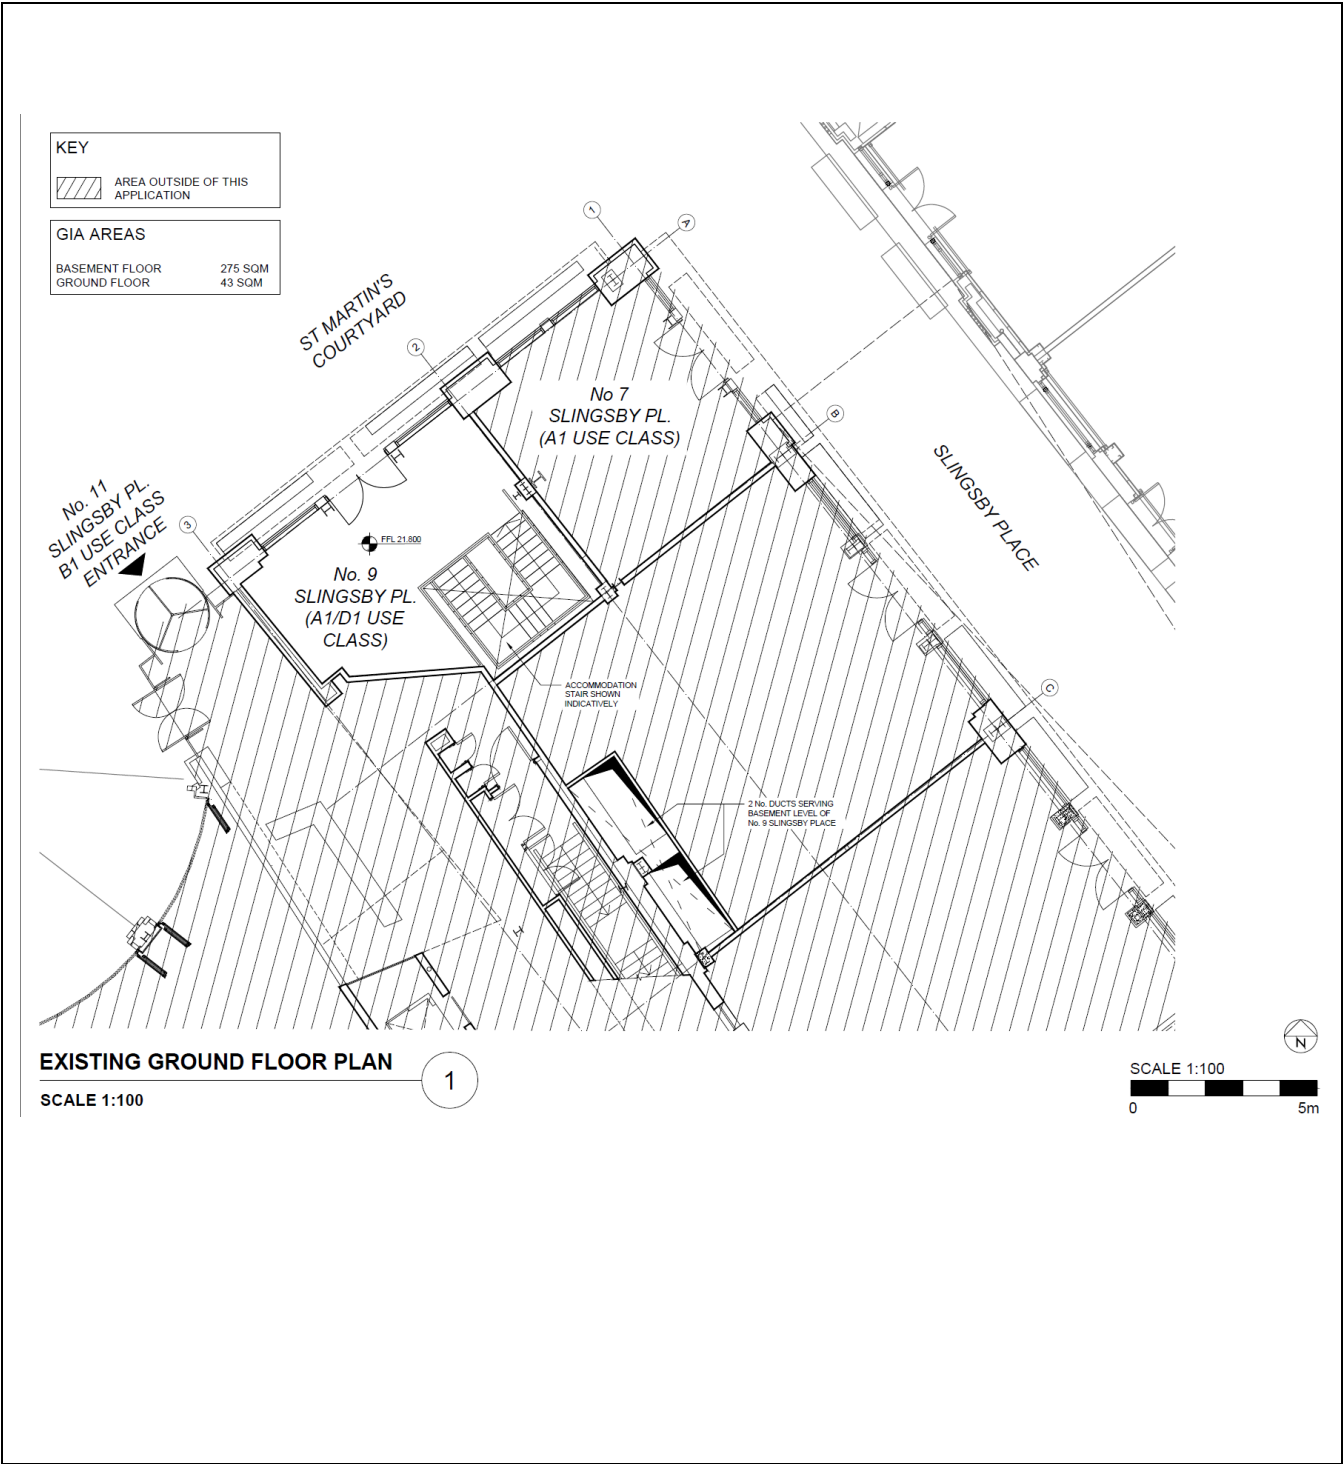 KEY
AREA OUTSIDE OF THIS
APPLICATION
GIA AREAS
BASEMENT FLOOR 275 SQM
GROUND FLOOR 43 SQM
ST MARTIN'S
COURTYARD
1
A
2
No 7
SLINGSBY PL.
(A1 USE CLASS)
B
SLINGSBY PLACE
No. 11
SLINGSBY PL.
B1 USE CLASS
ENTRANCE
3
FFL 21.800
No. 9
SLINGSBY PL.
(A1/D1 USE
CLASS)
ACCOMMODATION
STAIR SHOWN
INDICATIVELY
C
2 No. DUCTS SERVING
BASEMENT LEVEL OF
No. 9 SLINGSBY PLACE
EXISTING GROUND FLOOR PLAN
1
SCALE 1:100
N
SCALE 1:100
0 5m